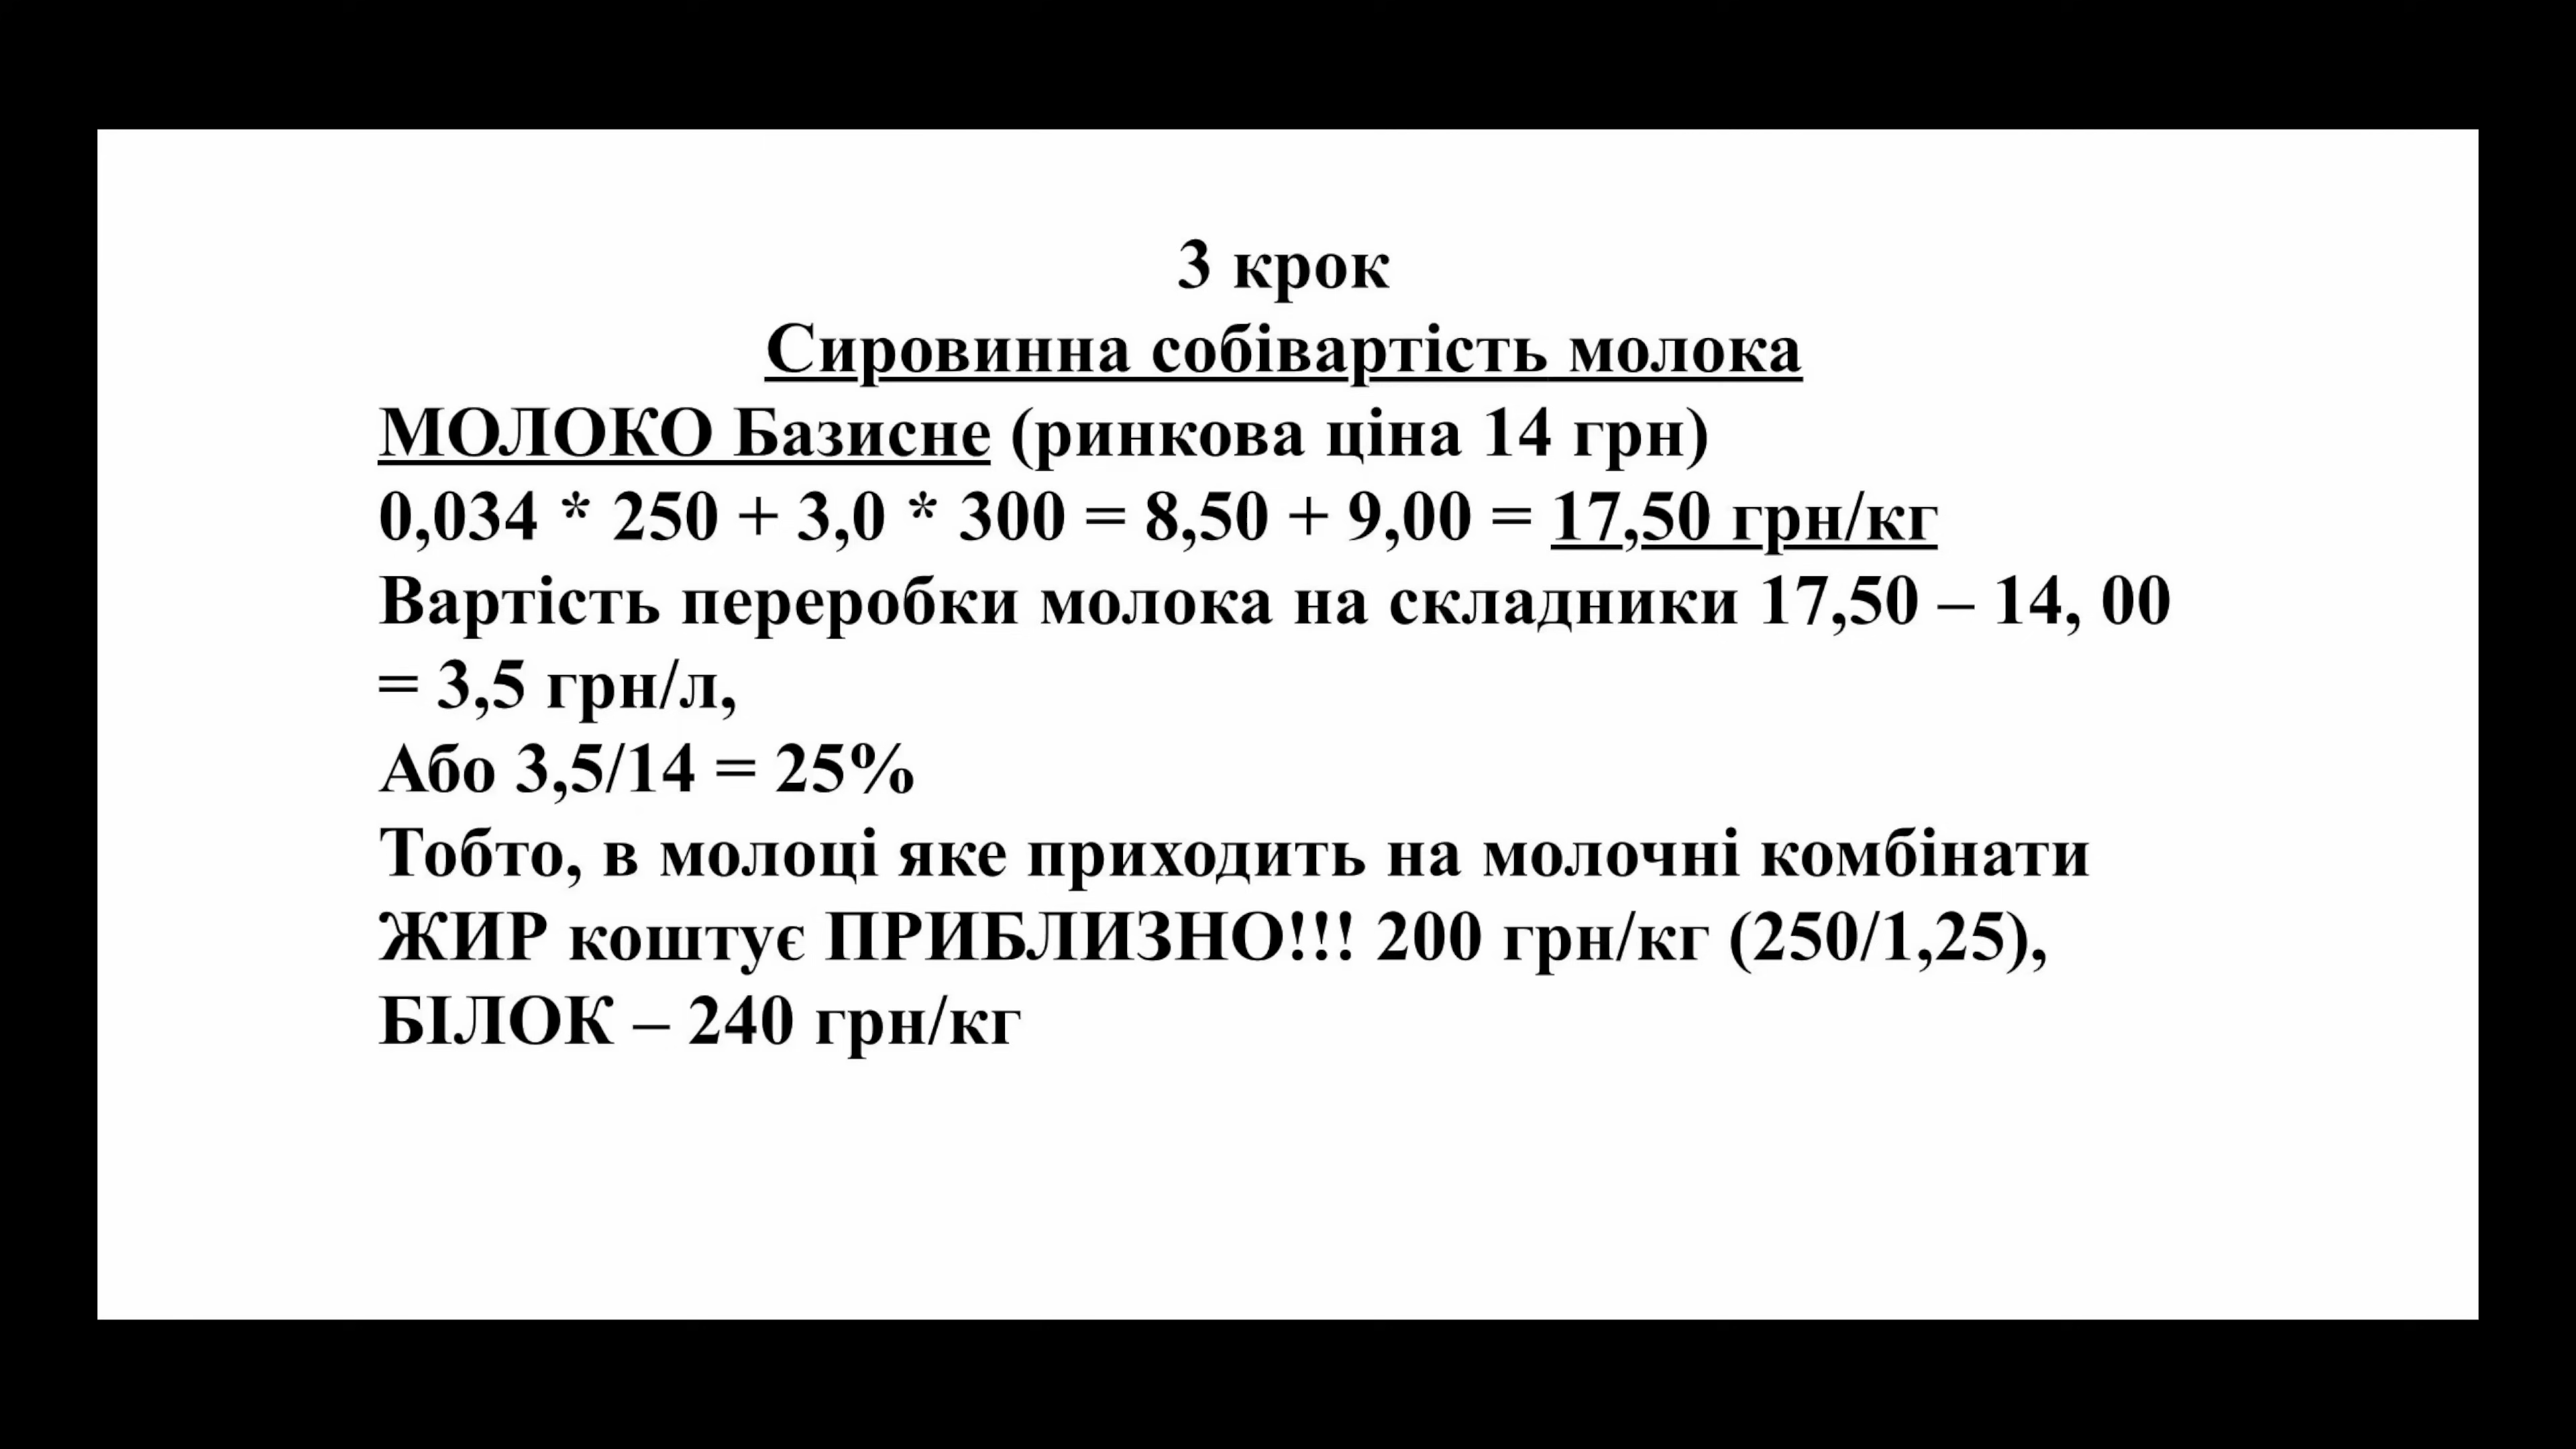 3 крок
Сировинна собівартість молока
МОЛОКО Базисне (ринкова ціна 14 грн)
0,034 * 250 + 3,0 * 300 = 8,50 + 9,00 = 17,50 грн/кг
Вартість переробки молока на складники 17,50 – 14, 00
= 3,5 грн/л,
Або 3,5/14 = 25%
Тобто, в молоці яке приходить на молочні комбінати
ЖИР коштує ПРИБЛИЗНО!!! 200 грн/кг (250/1,25),
БІЛОК – 240 грн/кг